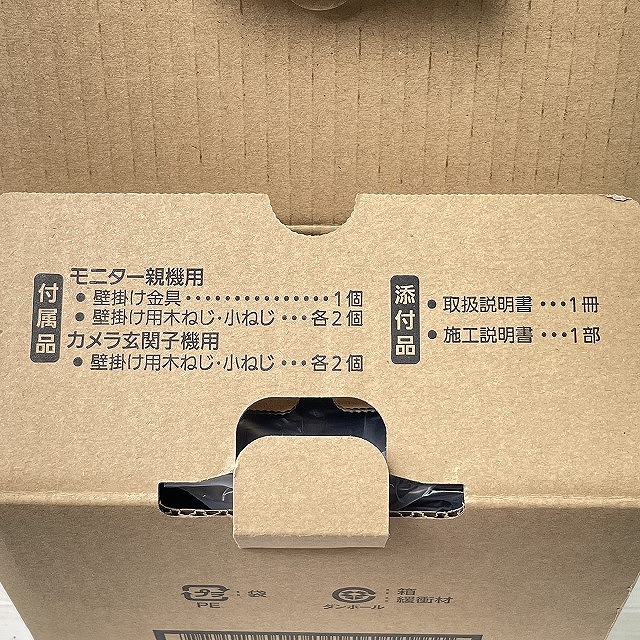 付属品
モニター親機用
● 壁掛け金具・・・・・・・・・・・・・・・1個
● 壁掛け用木ねじ・小ねじ・・・各2個
カメラ玄関子機用
● 壁掛け用木ねじ・小ねじ・・・各2個
添付品
● 取扱説明書・・・1冊
● 施工説明書・・・1部
プラ PE：袋
ダンボール：箱 緩衝材